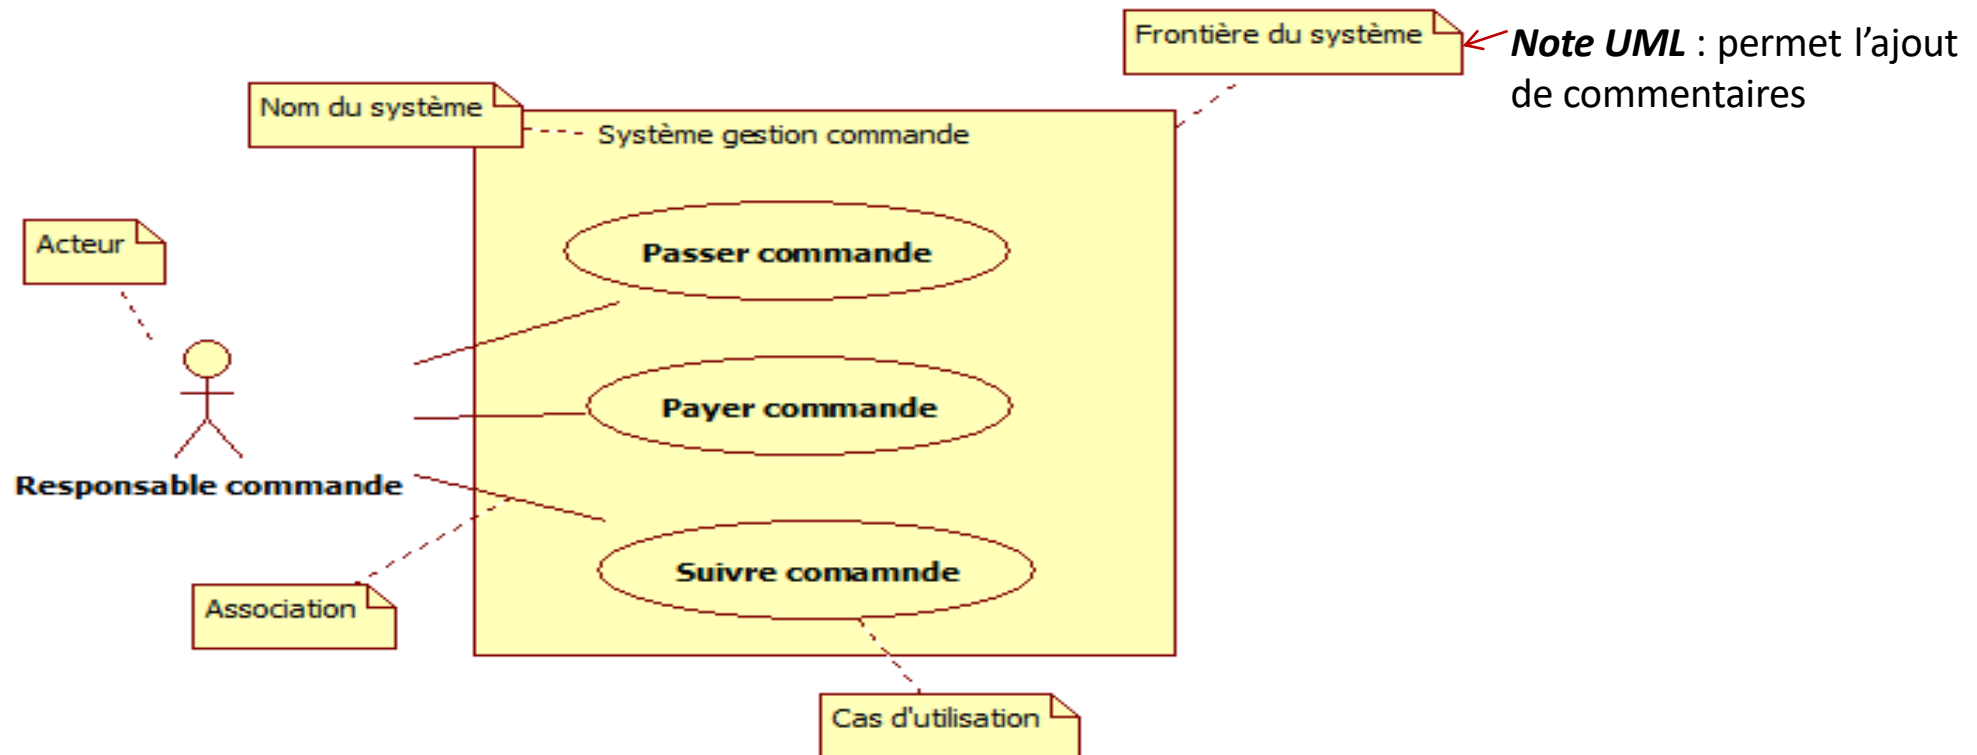 Frontière du système
Note UML : permet l’ajout
de commentaires
Nom du système
Système gestion commande
Acteur
Passer commande
Payer commande
Responsable commande
Suivre comamnde
Association
Cas d'utilisation